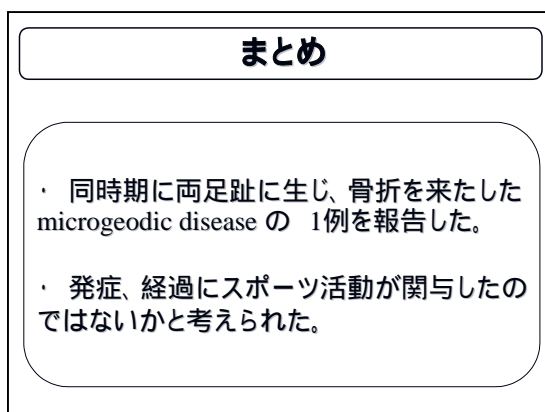 まとめ
・ 同時期に両足趾に生じ、骨折を来たした
microgeodic disease の 1例を報告した。
・ 発症、経過にスポーツ活動が関与したの
ではないかと考えられた。